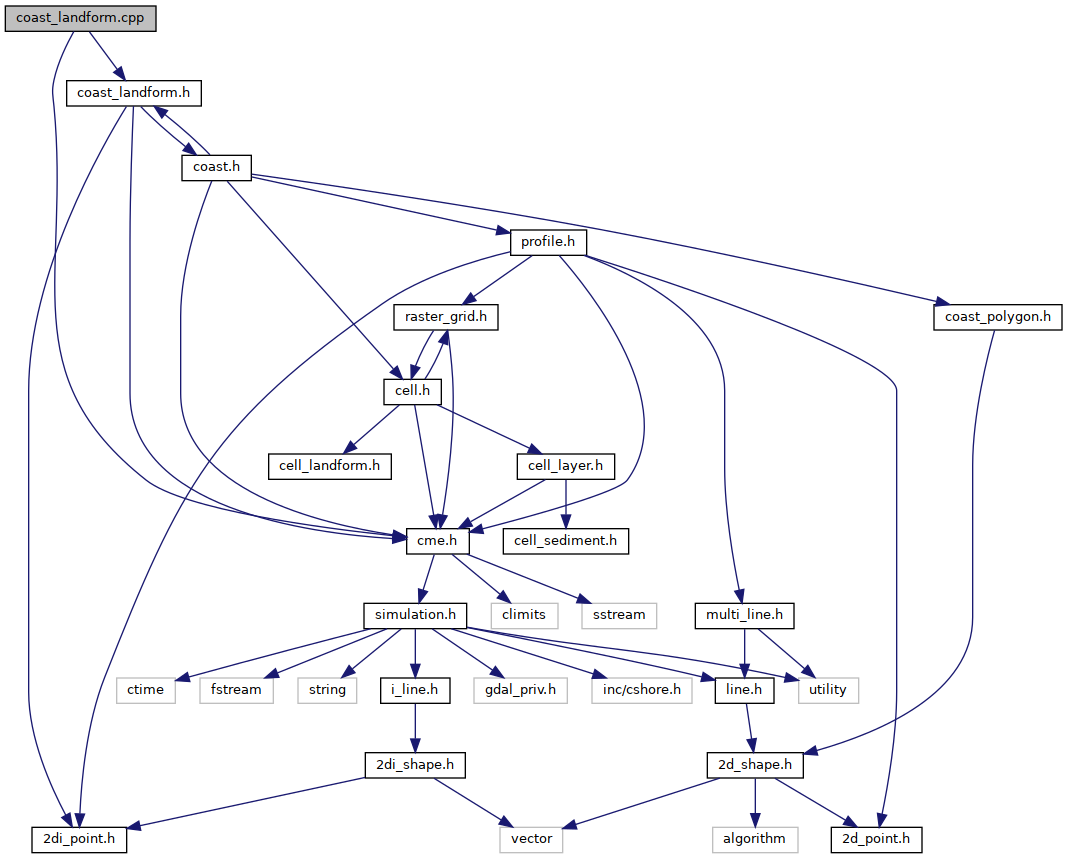 coast_landform.cpp
coast_landform.h
coast.h
profile.h
raster_grid.h
coast_polygon.h
cell.h
cell_landform.h
cell_layer.h
cme.h
cell_sediment.h
simulation.h
climits
sstream
multi_line.h
ctime
fstream
string
i_line.h
gdal_priv.h
inc/cshore.h
line.h
utility
2di_shape.h
2d_shape.h
2di_point.h
vector
algorithm
2d_point.h